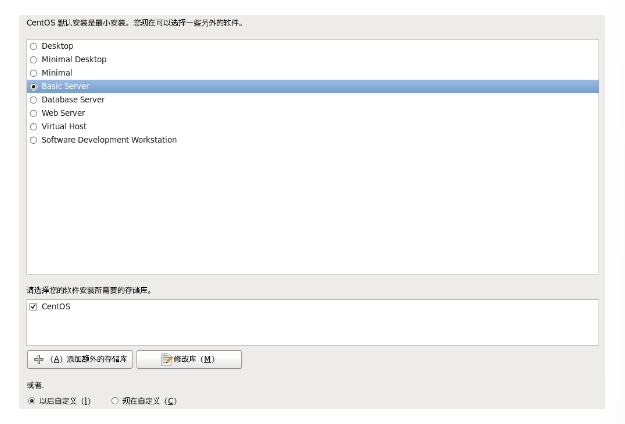 CentOS 默认安装是最小安装。您现在可以选择一些另外的软件。
Desktop
Minimal Desktop
Minimal
Basic Server
Database Server
Web Server
Virtual Host
Software Development Workstation
请选择您的软件安装所需要的存储库。
CentOS
（A）添加额外的存储库 修改库（M）
或者.
以后自定义（l） 现在自定义（C）